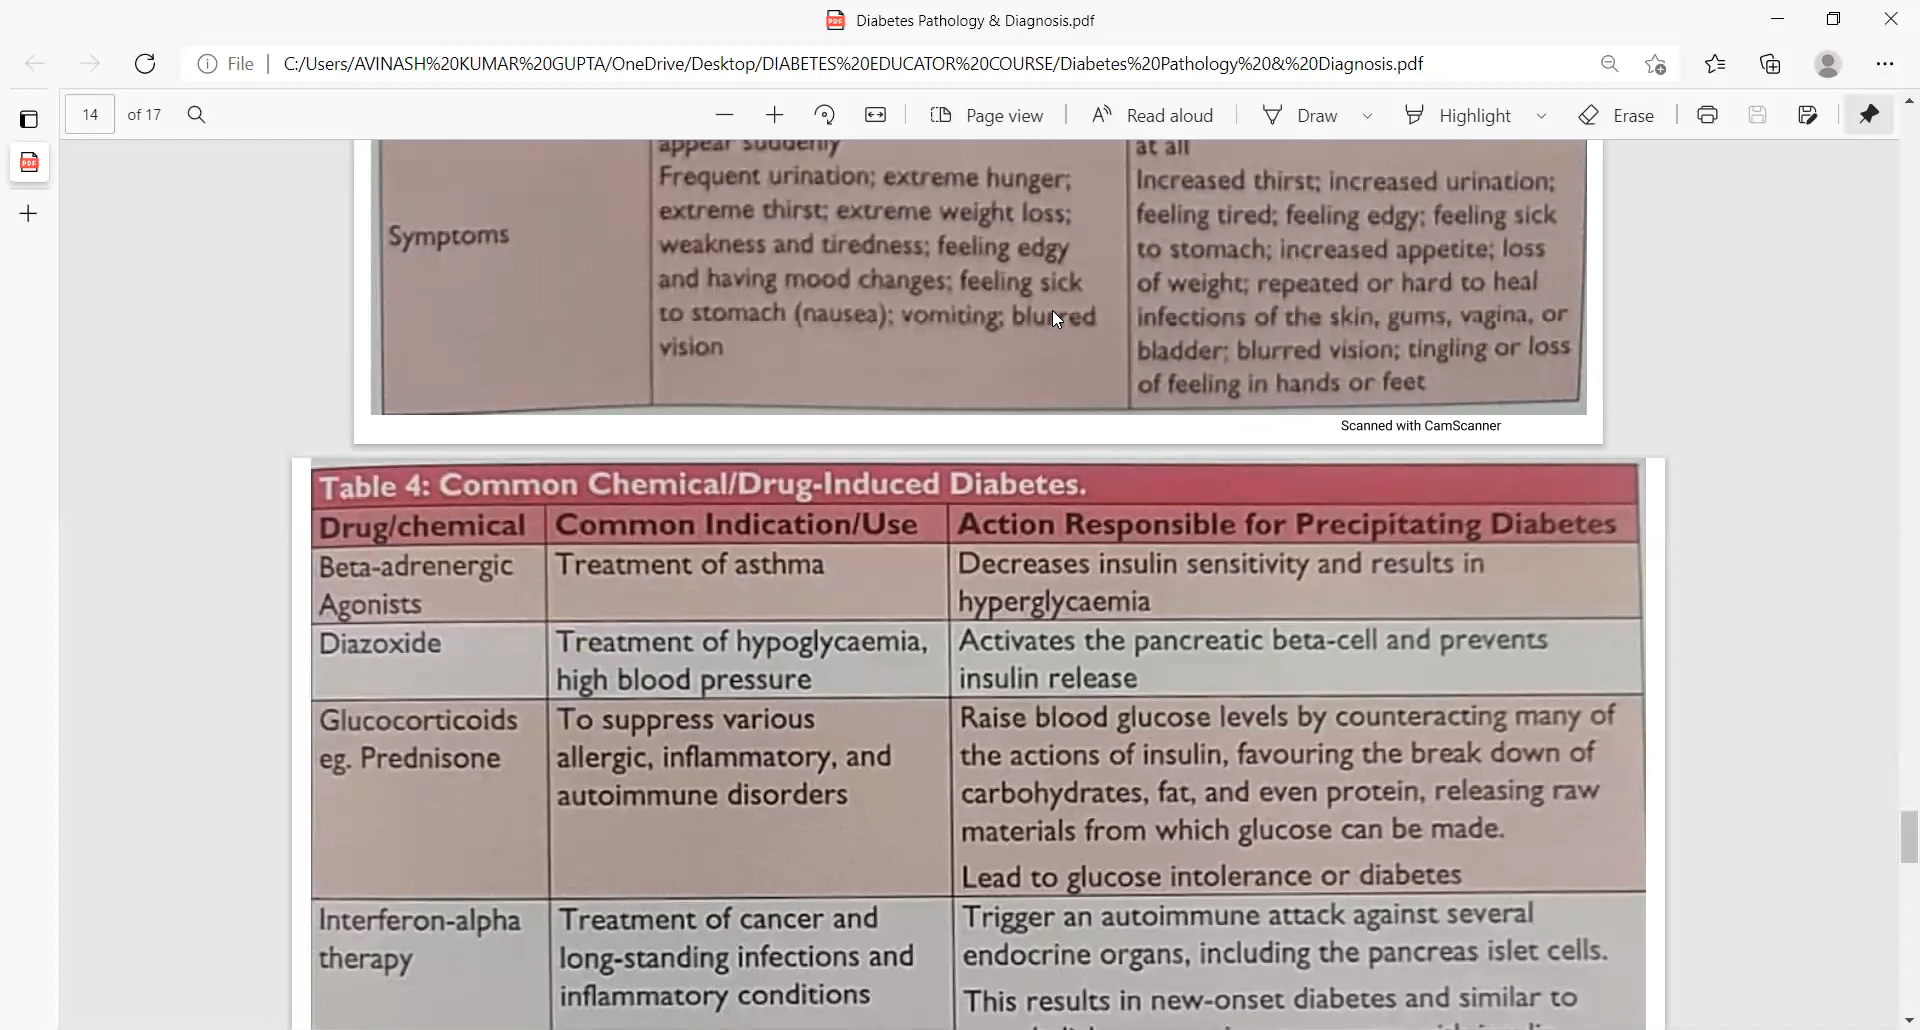 Diabetes Pathology & Diagnosis.pdf
File
C:/Users/AVINASH%20KUMAR%20GUPTA/OneDrive/Desktop/DIABETES%20EDUCATOR%20COURSE/Diabetes%20Pathology%20&%20Diagnosis.pdf
14 of 17
Page view
Read aloud
Draw
Highlight
Erase
Symptoms
appear suddenly
Frequent urination; extreme hunger;
extreme thirst; extreme weight loss;
weakness and tiredness; feeling edgy
and having mood changes; feeling sick
to stomach (nausea); vomiting; blurred
vision
at all
Increased thirst; increased urination;
feeling tired; feeling edgy; feeling sick
to stomach; increased appetite; loss
of weight; repeated or hard to heal
infections of the skin, gums, vagina, or
bladder; blurred vision; tingling or loss
of feeling in hands or feet
Scanned with CamScanner
Table 4: Common Chemical/Drug-Induced Diabetes.
Drug/chemical
Common Indication/Use
Action Responsible for Precipitating Diabetes
Beta-adrenergic
Agonists
Treatment of asthma
Decreases insulin sensitivity and results in
hyperglycaemia
Diazoxide
Treatment of hypoglycaemia,
high blood pressure
Activates the pancreatic beta-cell and prevents
insulin release
Glucocorticoids
eg. Prednisone
To suppress various
allergic, inflammatory, and
autoimmune disorders
Raise blood glucose levels by counteracting many of
the actions of insulin, favouring the break down of
carbohydrates, fat, and even protein, releasing raw
materials from which glucose can be made.
Lead to glucose intolerance or diabetes
Interferon-alpha
therapy
Treatment of cancer and
long-standing infections and
inflammatory conditions
Trigger an autoimmune attack against several
endocrine organs, including the pancreas islet cells.
This results in new-onset diabetes and similar to